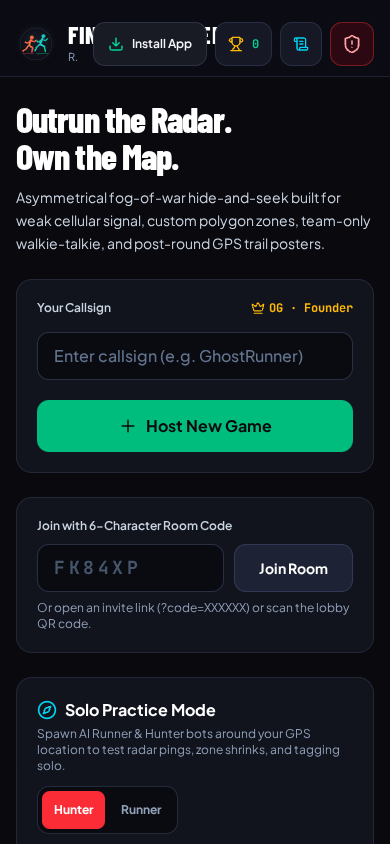 FIN
R.
Install App
0
Outrun the Radar.
Own the Map.
Asymmetrical fog-of-war hide-and-seek built for
weak cellular signal, custom polygon zones, team-only
walkie-talkie, and post-round GPS trail posters.
Your Callsign
OG · Founder
Enter callsign (e.g. GhostRunner)
Host New Game
Join with 6-Character Room Code
FK84XP
Join Room
Or open an invite link (?code=XXXXXX) or scan the lobby
QR code.
Solo Practice Mode
Spawn AI Runner & Hunter bots around your GPS
location to test radar pings, zone shrinks, and tagging
solo.
Hunter
Runner